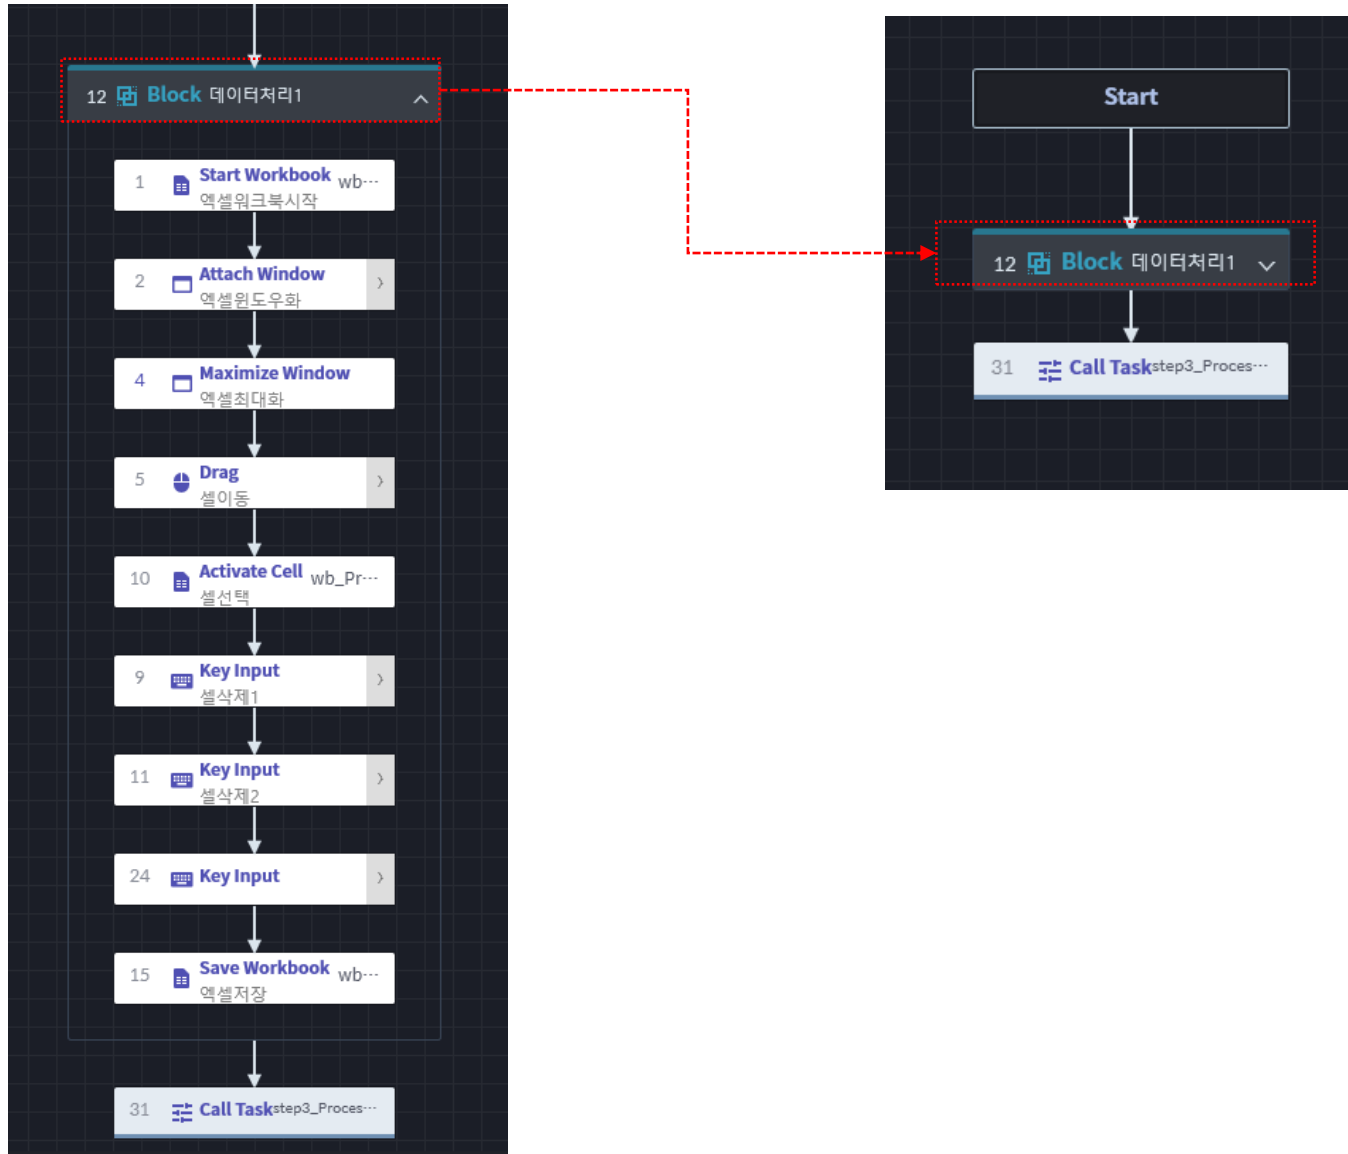 12 Block 데이터처리1
1 Start Workbook wb···
엑셀워크북시작
2 Attach Window
엑셀윈도우화
4 Maximize Window
엑셀최대화
5 Drag
셀이동
10 Activate Cell wb_Pr···
셀선택
9 Key Input
셀삭제1
11 Key Input
셀삭제2
24 Key Input
15 Save Workbook wb···
엑셀저장
31 Call Task step3_Proces···
Start
12 Block 데이터처리1
31 Call Task step3_Proces···